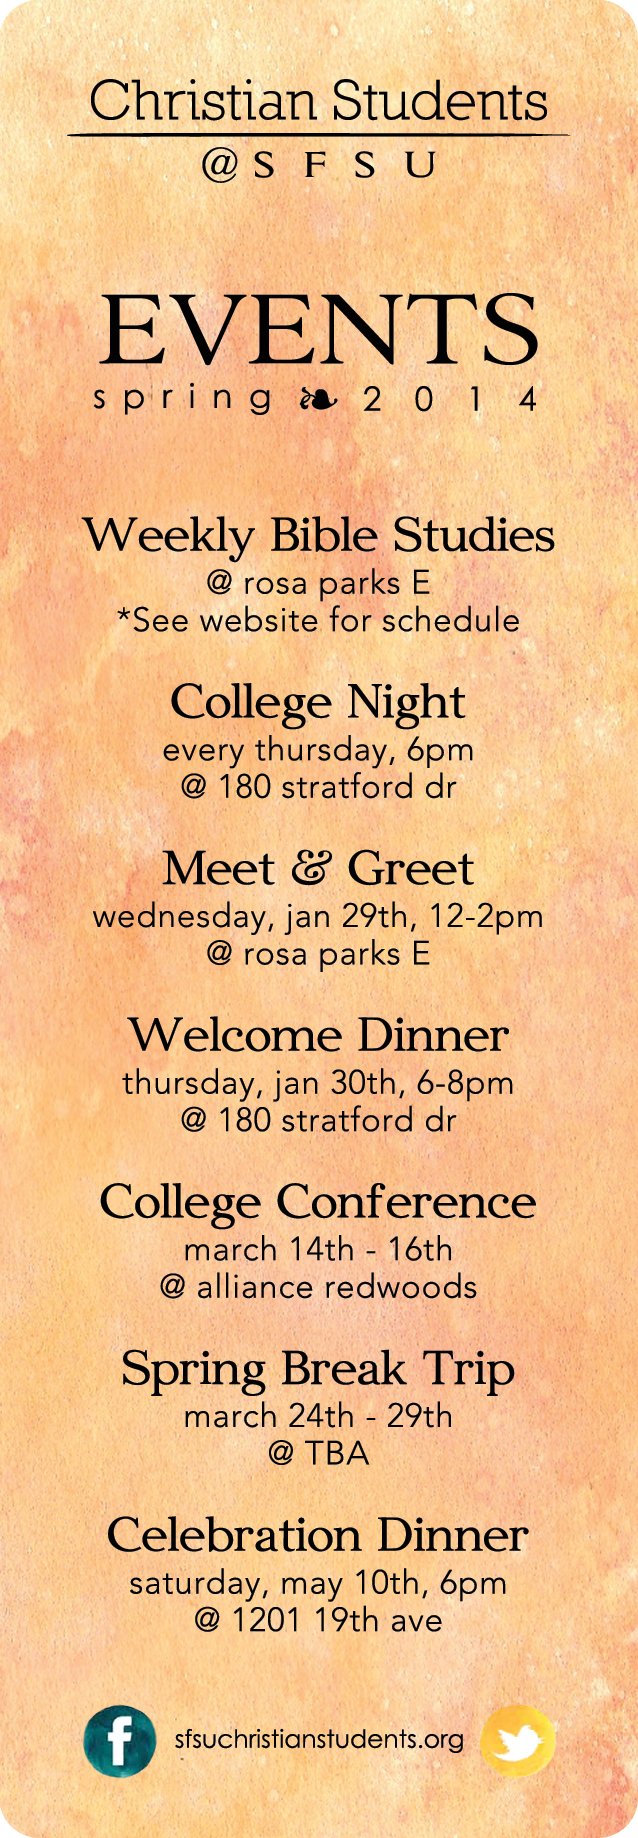 Christian Students
@SFSU
EVENTS
spring ❧ 2014
Weekly Bible Studies
@ rosa parks E
*See website for schedule
College Night
every thursday, 6pm
@ 180 stratford dr
Meet & Greet
wednesday, jan 29th, 12-2pm
@ rosa parks E
Welcome Dinner
thursday, jan 30th, 6-8pm
@ 180 stratford dr
College Conference
march 14th - 16th
@ alliance redwoods
Spring Break Trip
march 24th - 29th
@ TBA
Celebration Dinner
saturday, may 10th, 6pm
@ 1201 19th ave
f sfsuchristianstudents.org